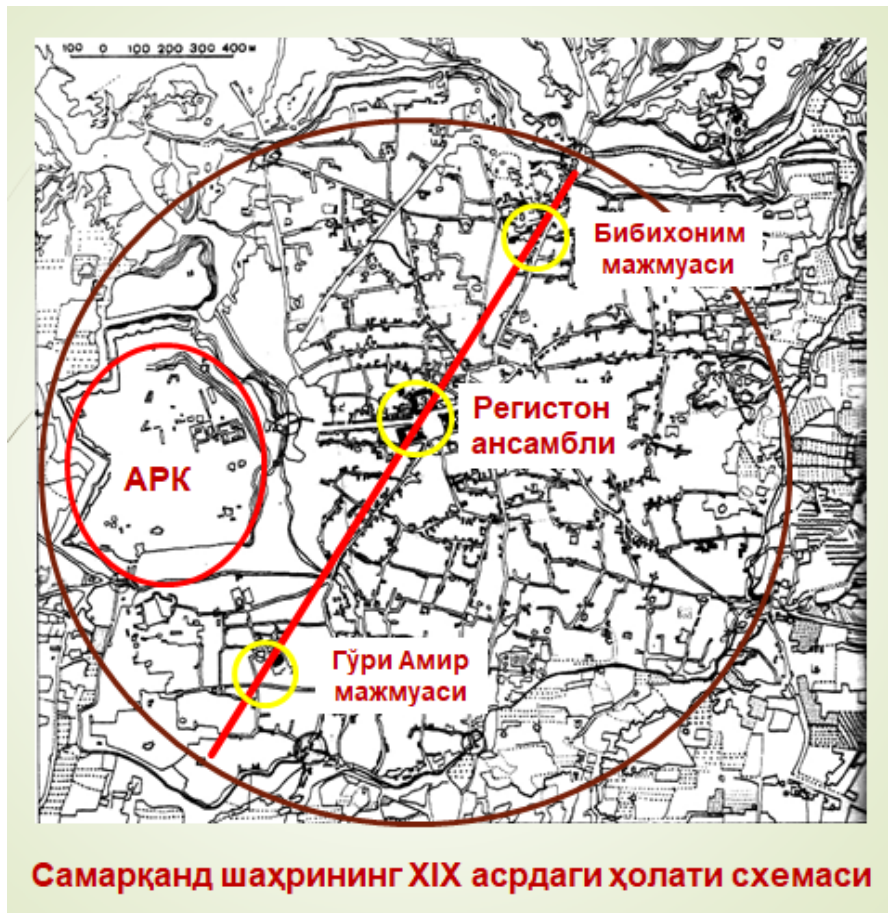 100 0 100 200 300 400 м
Бибихоним
мажмуаси
Регистон
ансамбли
АРК
Гўри Амир
мажмуаси
Самарқанд шаҳрининг XIX асрдаги ҳолати схемаси